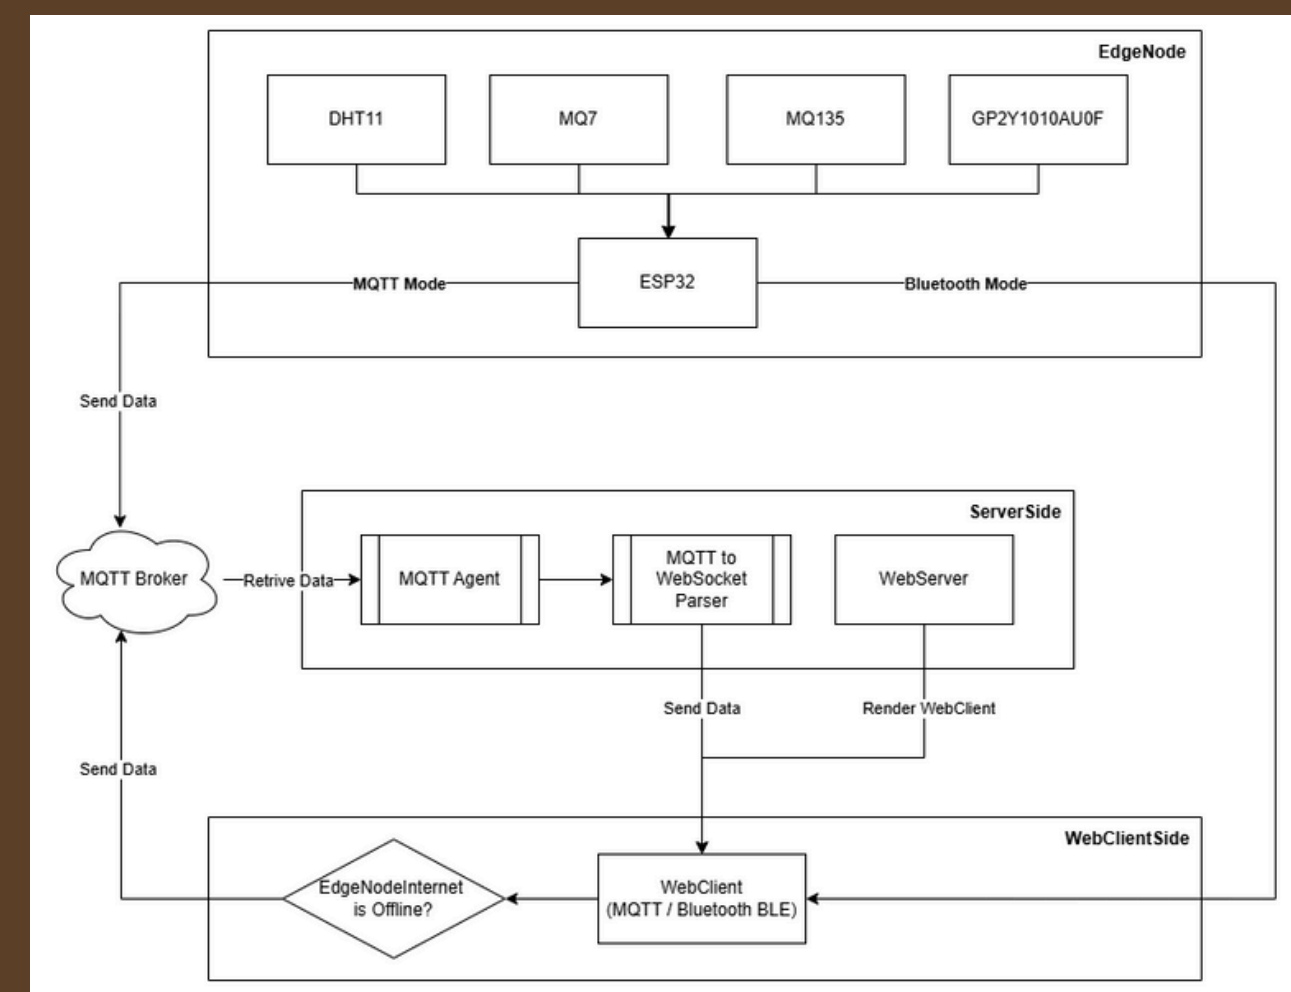 EdgeNode
DHT11
MQ7
MQ135
GP2Y1010AU0F
MQTT Mode
ESP32
Bluetooth Mode
Send Data
ServerSide
MQTT Broker
Retrive Data
MQTT Agent
MQTT to
WebSocket
Parser
WebServer
Send Data
Render WebClient
Send Data
WebClientSide
EdgeNodeInternet
is Offline?
WebClient
(MQTT / Bluetooth BLE)